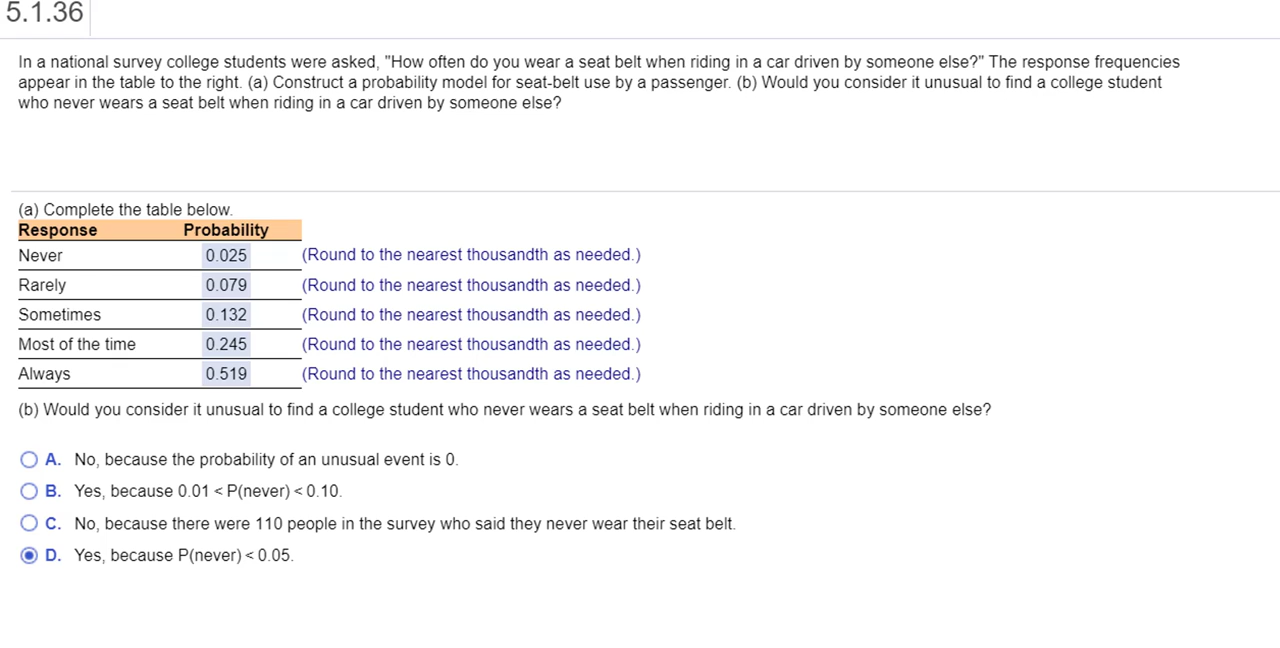 5.1.36
In a national survey college students were asked, "How often do you wear a seat belt when riding in a car driven by someone else?" The response frequencies
appear in the table to the right. (a) Construct a probability model for seat-belt use by a passenger. (b) Would you consider it unusual to find a college student
who never wears a seat belt when riding in a car driven by someone else?
(a) Complete the table below.
Response Probability
Never 0.025 (Round to the nearest thousandth as needed.)
Rarely 0.079 (Round to the nearest thousandth as needed.)
Sometimes 0.132 (Round to the nearest thousandth as needed.)
Most of the time 0.245 (Round to the nearest thousandth as needed.)
Always 0.519 (Round to the nearest thousandth as needed.)
(b) Would you consider it unusual to find a college student who never wears a seat belt when riding in a car driven by someone else?
A. No, because the probability of an unusual event is 0.
B. Yes, because 0.01 < P(never) < 0.10.
C. No, because there were 110 people in the survey who said they never wear their seat belt.
D. Yes, because P(never) < 0.05.